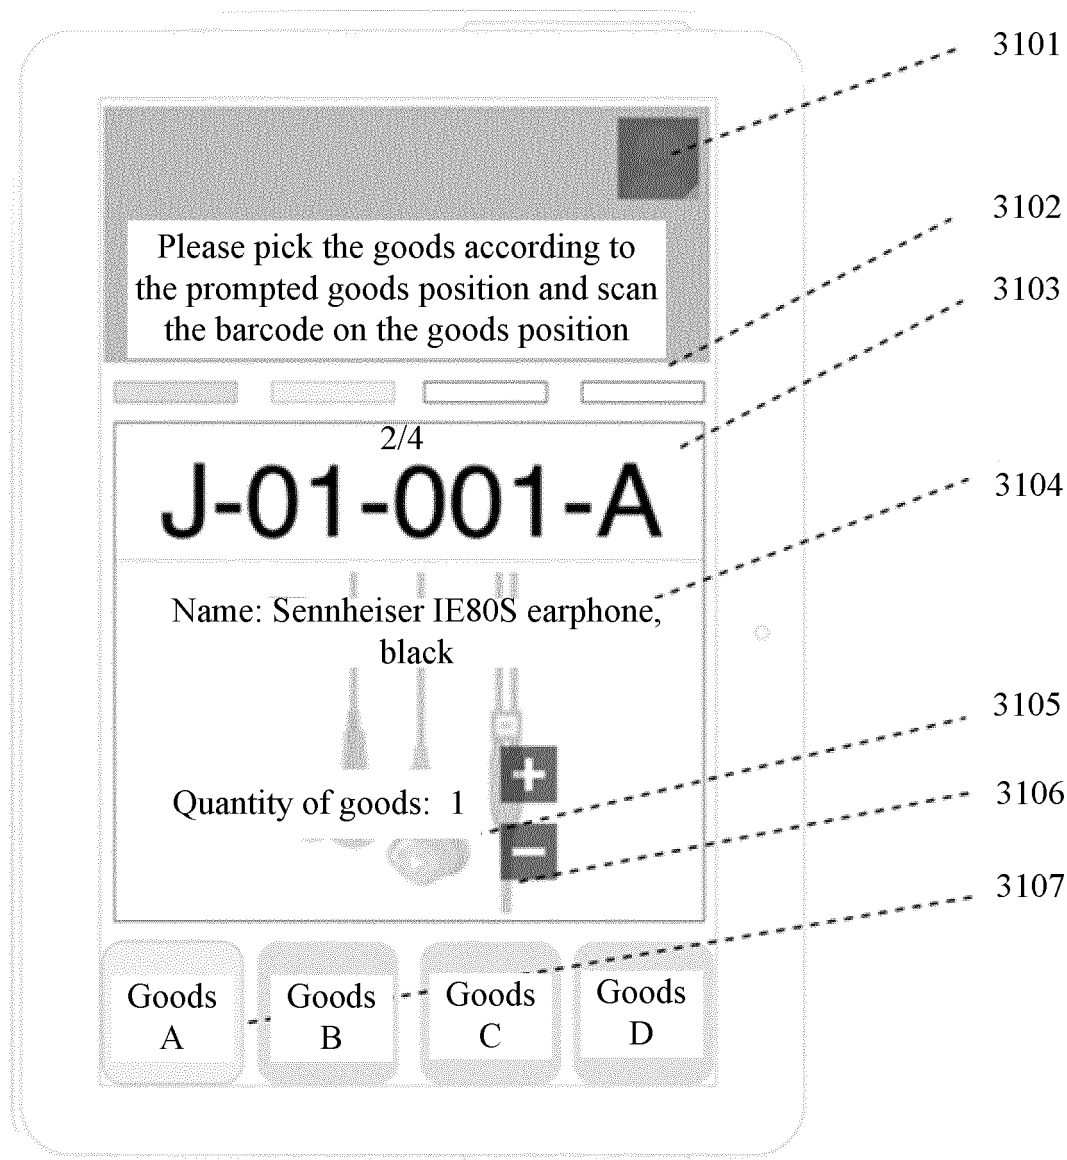 3101
3102
Please pick the goods according to
the prompted goods position and scan
the barcode on the goods position
3103
2/4
J-01-001-A
3104
Name: Sennheiser IE80S earphone,
black
3105
+
Quantity of goods: 1
3106
−
3107
Goods
A
Goods
B
Goods
C
Goods
D